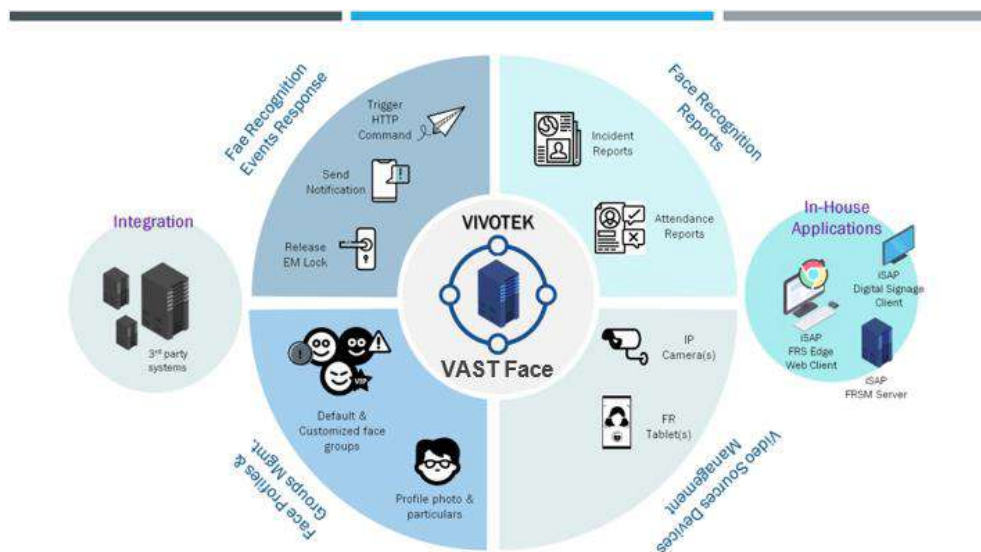 Fae Recognition
Events Response
Trigger
HTTP
Command
Send
Notification
Release
EM Lock
Face Recognition
Reports
Incident
Reports
Attendance
Reports
Integration
3rd party
systems
VIVOTEK
VAST Face
In-House
Applications
iSAP
Digital Signage
Client
iSAP
FRS Edge
Web Client
iSAP
FRSM Server
VIP
Default &
Customized face
groups
Profile photo &
particulars
Face Profiles &
Groups Mgmt.
IP
Camera(s)
FR
Tablet(s)
Video Sources Devices
Management